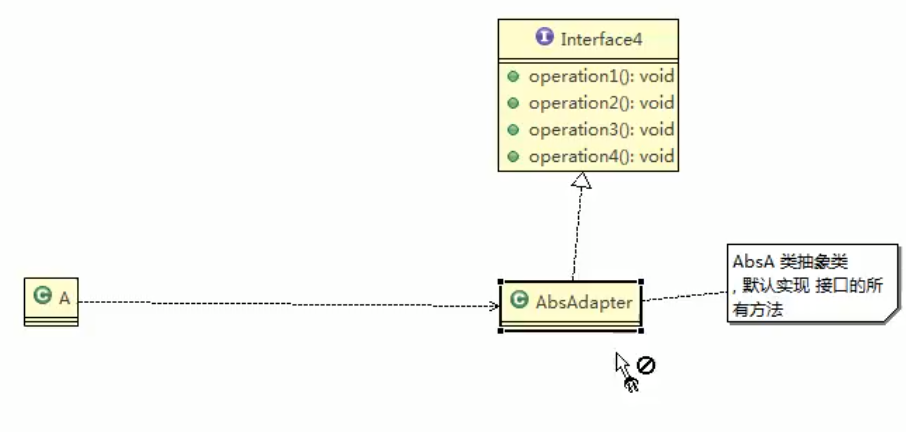 Interface4
operation1(): void
operation2(): void
operation3(): void
operation4(): void
A
AbsAdapter
AbsA 类抽象类
, 默认实现 接口的所
有方法